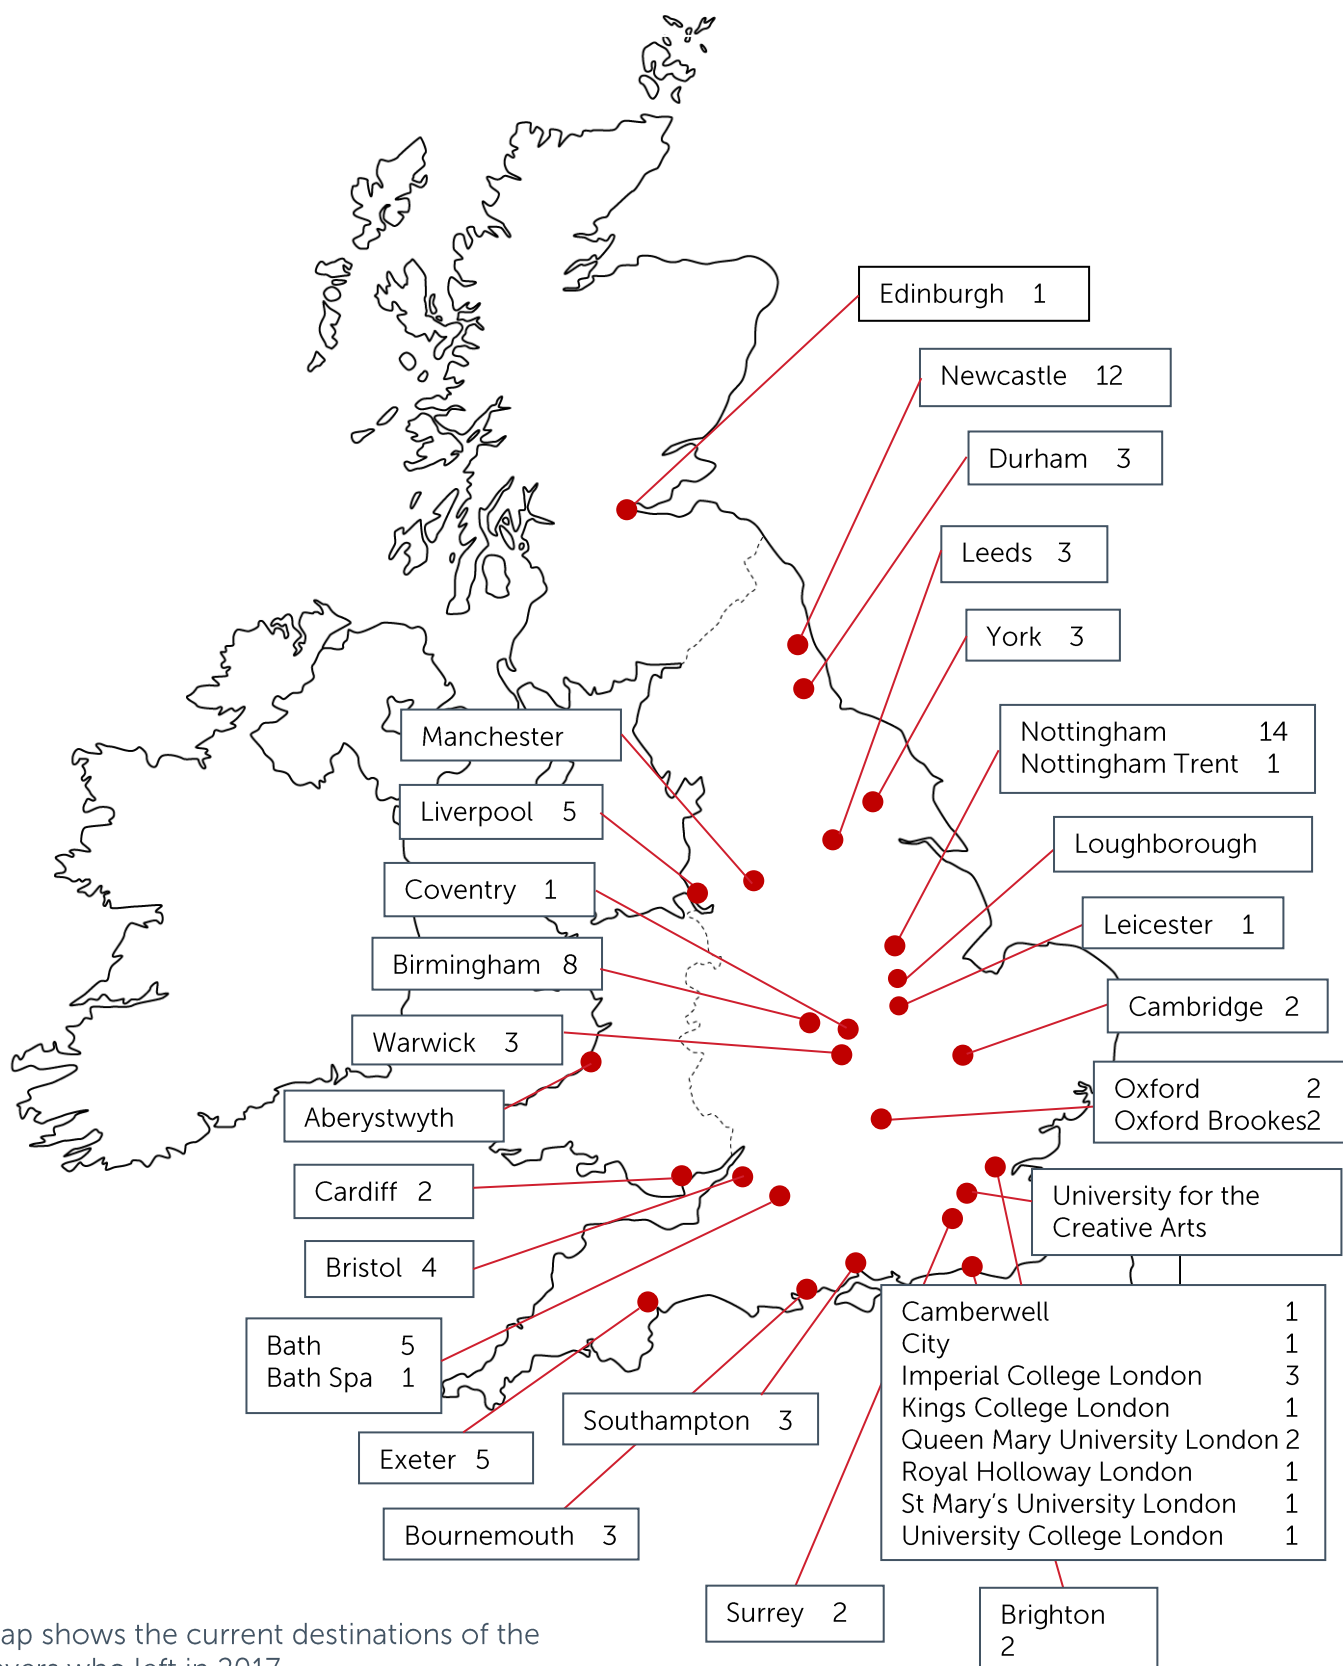 Edinburgh 1
Newcastle 12
Durham 3
Leeds 3
York 3
Manchester
Nottingham 14
Nottingham Trent 1
Liverpool 5
Loughborough
Coventry 1
Leicester 1
Birmingham 8
Cambridge 2
Warwick 3
Oxford 2
Oxford Brookes2
Aberystwyth
Cardiff 2
University for the
Creative Arts
Bristol 4
Bath 5
Bath Spa 1
Camberwell 1
City 1
Imperial College London 3
Kings College London 1
Queen Mary University London 2
Royal Holloway London 1
St Mary's University London 1
University College London 1
Southampton 3
Exeter 5
Bournemouth 3
Surrey 2
Brighton
2
ap shows the current destinations of the
who left in 2017